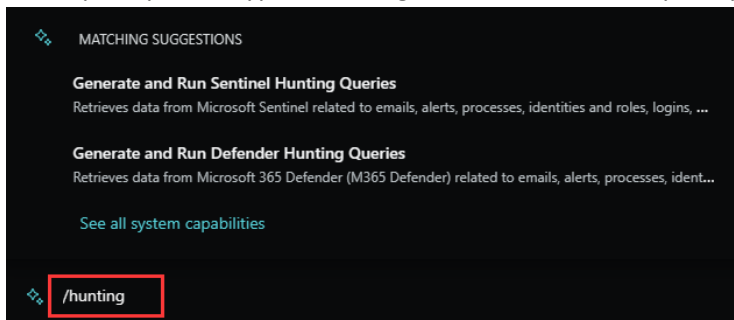 MATCHING SUGGESTIONS
Generate and Run Sentinel Hunting Queries
Retrieves data from Microsoft Sentinel related to emails, alerts, processes, identities and roles, logins, ...
Generate and Run Defender Hunting Queries
Retrieves data from Microsoft 365 Defender (M365 Defender) related to emails, alerts, processes, ident...
See all system capabilities
/hunting